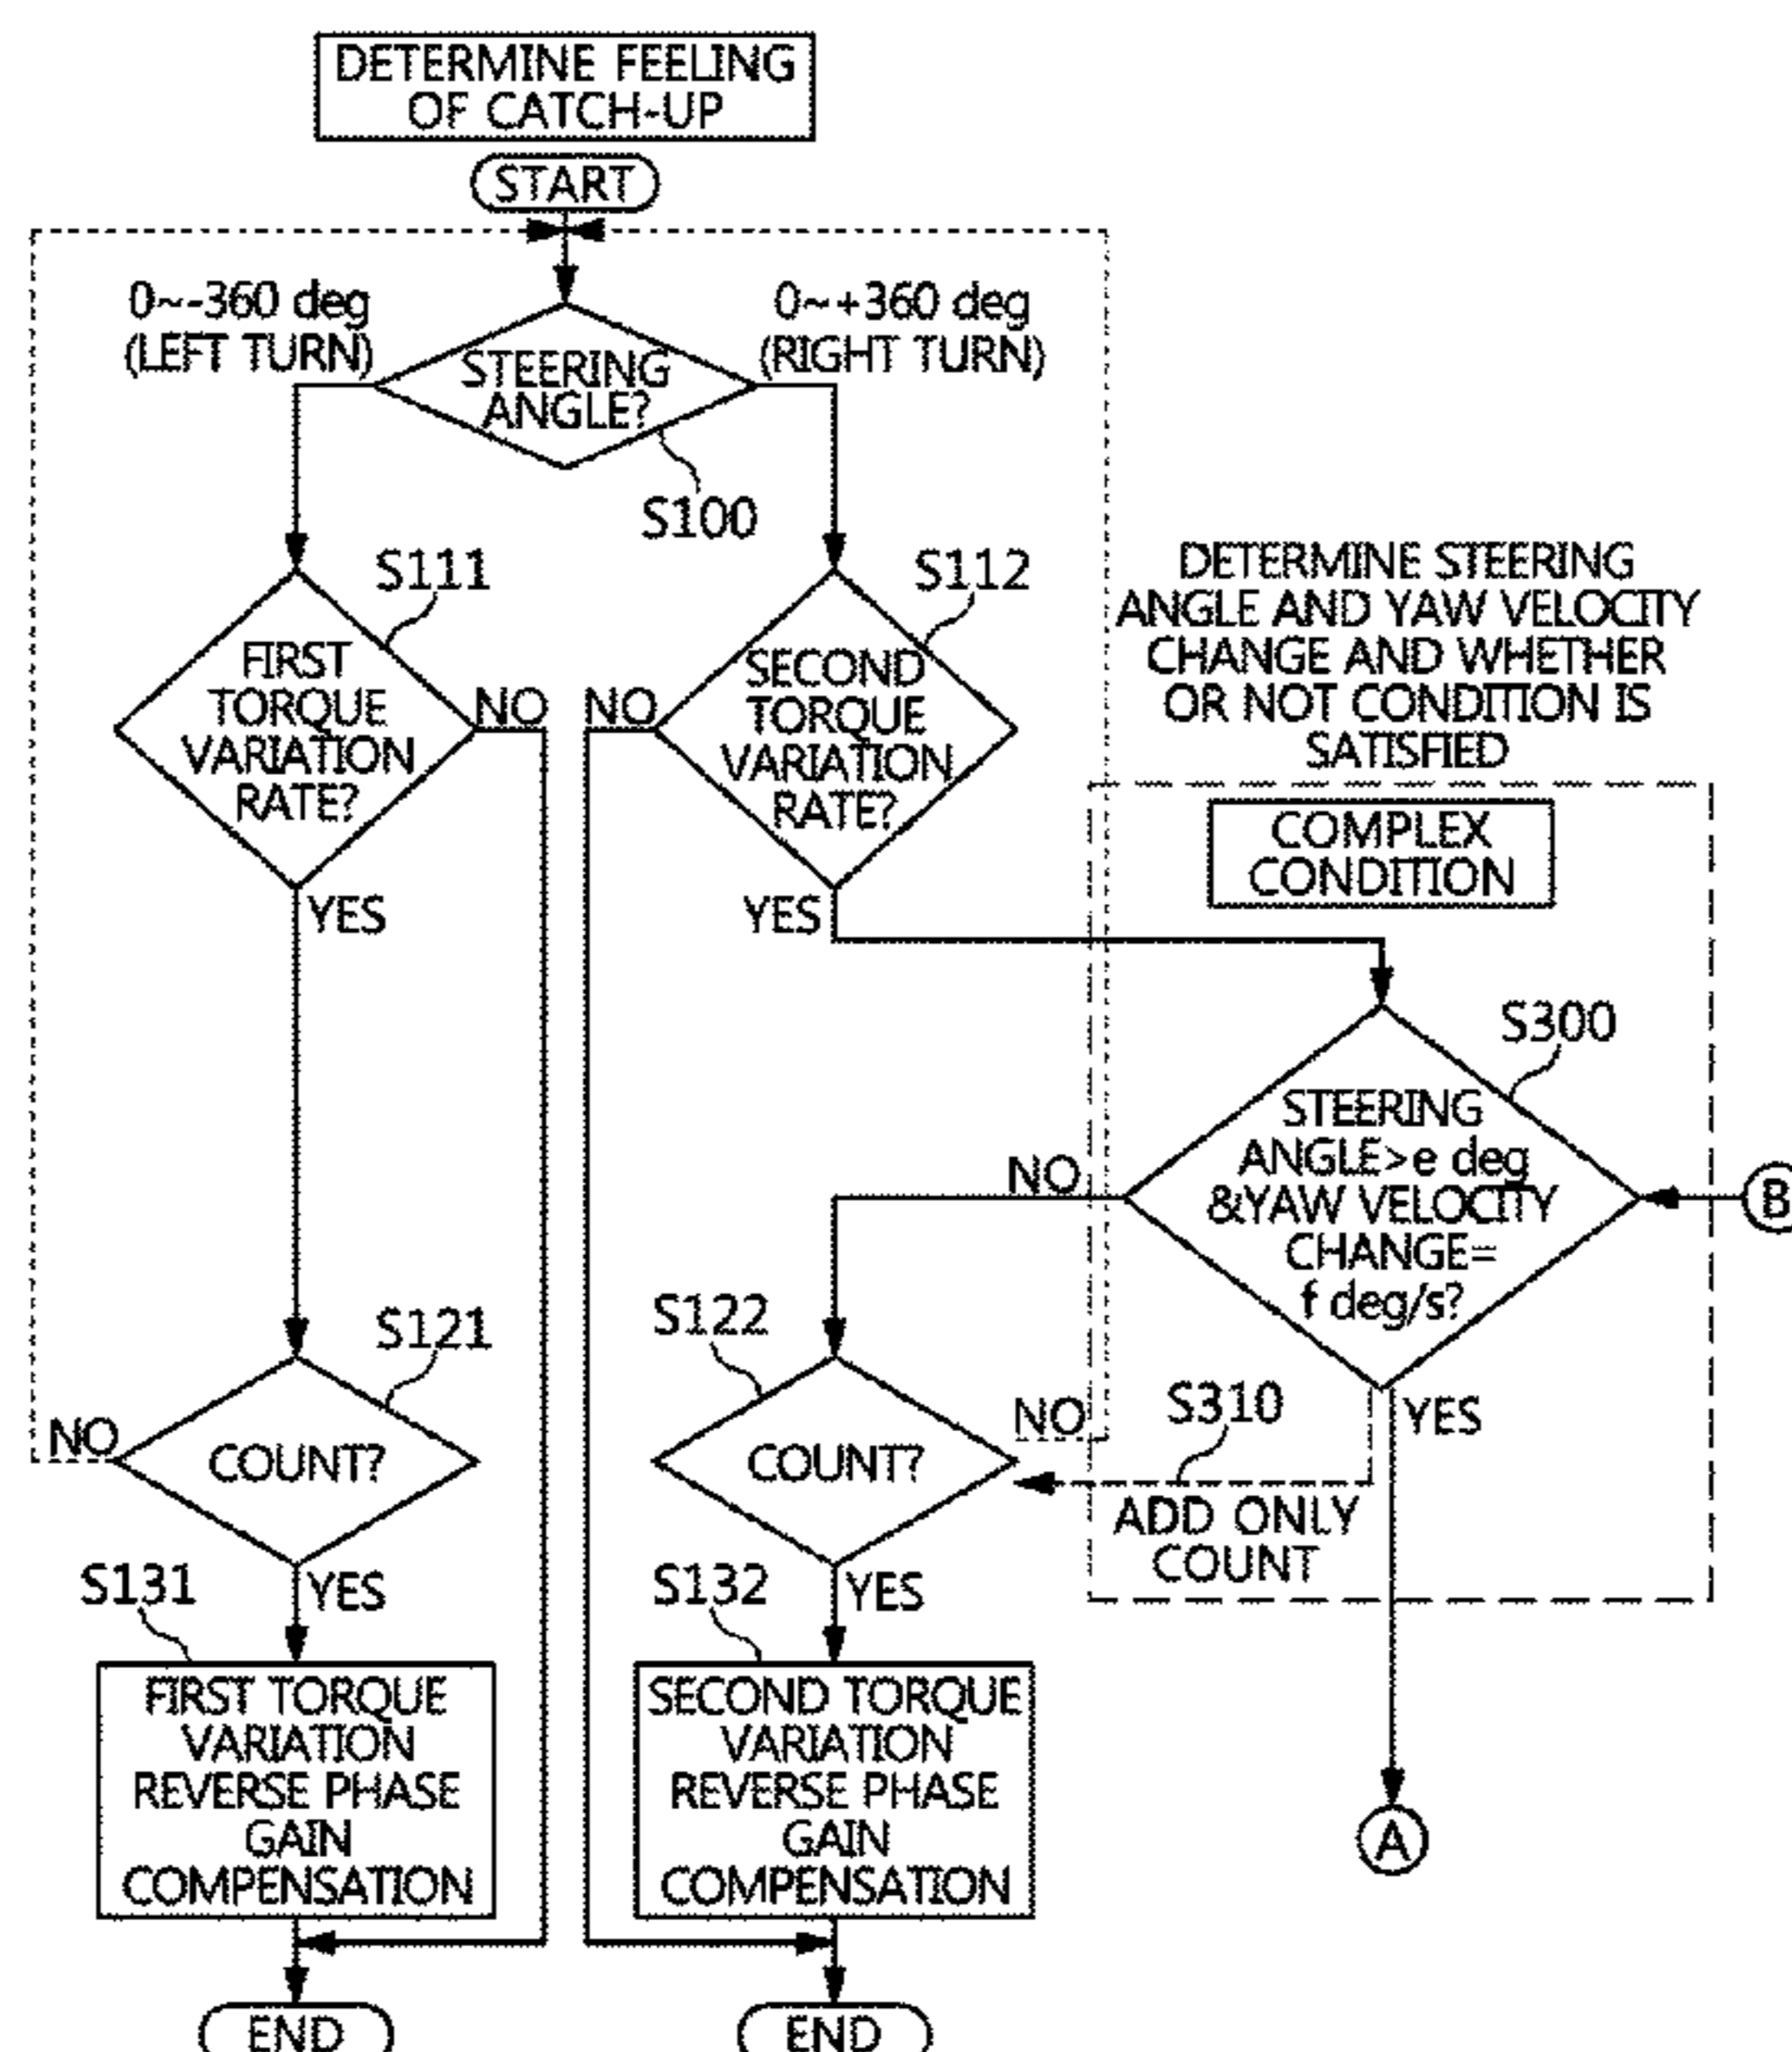 DETERMINE FEELING
OF CATCH-UP
START
0~-360 deg
(LEFT TURN)
0~+360 deg
(RIGHT TURN)
STEERING
ANGLE?
S100
S111
FIRST
TORQUE
VARIATION
RATE?
NO
YES
S112
SECOND
TORQUE
VARIATION
RATE?
NO
YES
DETERMINE STEERING
ANGLE AND YAW VELOCITY
CHANGE AND WHETHER
OR NOT CONDITION IS
SATISFIED
COMPLEX
CONDITION
S300
STEERING
ANGLE>e deg
&YAW VELOCITY
CHANGE=
f deg/s?
NO
B
YES
S121
COUNT?
NO
YES
S122
COUNT?
NO
YES
S310
ADD ONLY
COUNT
S131
FIRST TORQUE
VARIATION
REVERSE PHASE
GAIN
COMPENSATION
S132
SECOND TORQUE
VARIATION
REVERSE PHASE
GAIN
COMPENSATION
A
END
END